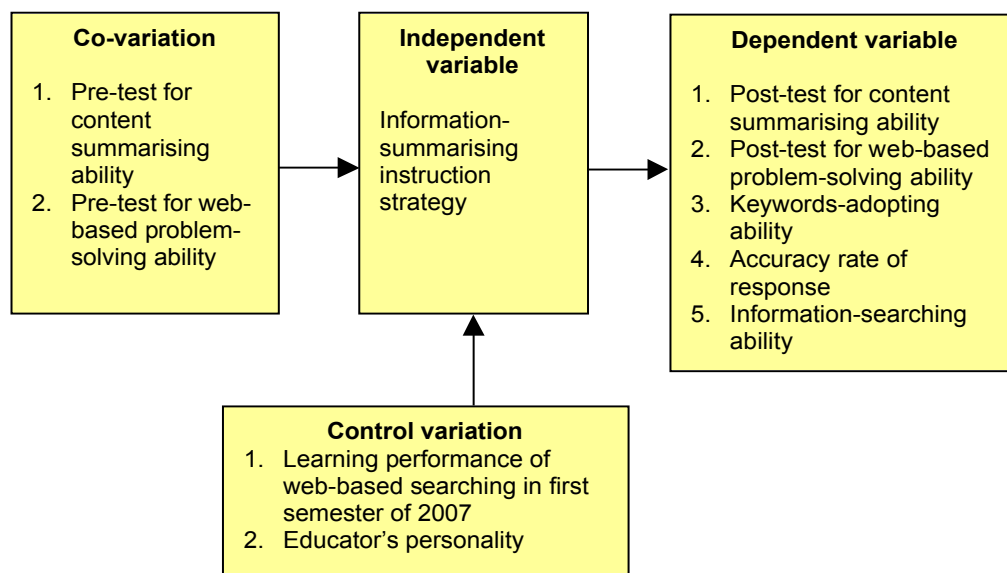 Co-variation
1. Pre-test for
content
summarising
ability
2. Pre-test for web-
based problem-
solving ability
Independent
variable
Information-
summarising
instruction
strategy
Dependent variable
1. Post-test for content
summarising ability
2. Post-test for web-based
problem-solving ability
3. Keywords-adopting
ability
4. Accuracy rate of
response
5. Information-searching
ability
Control variation
1. Learning performance of
web-based searching in first
semester of 2007
2. Educator's personality